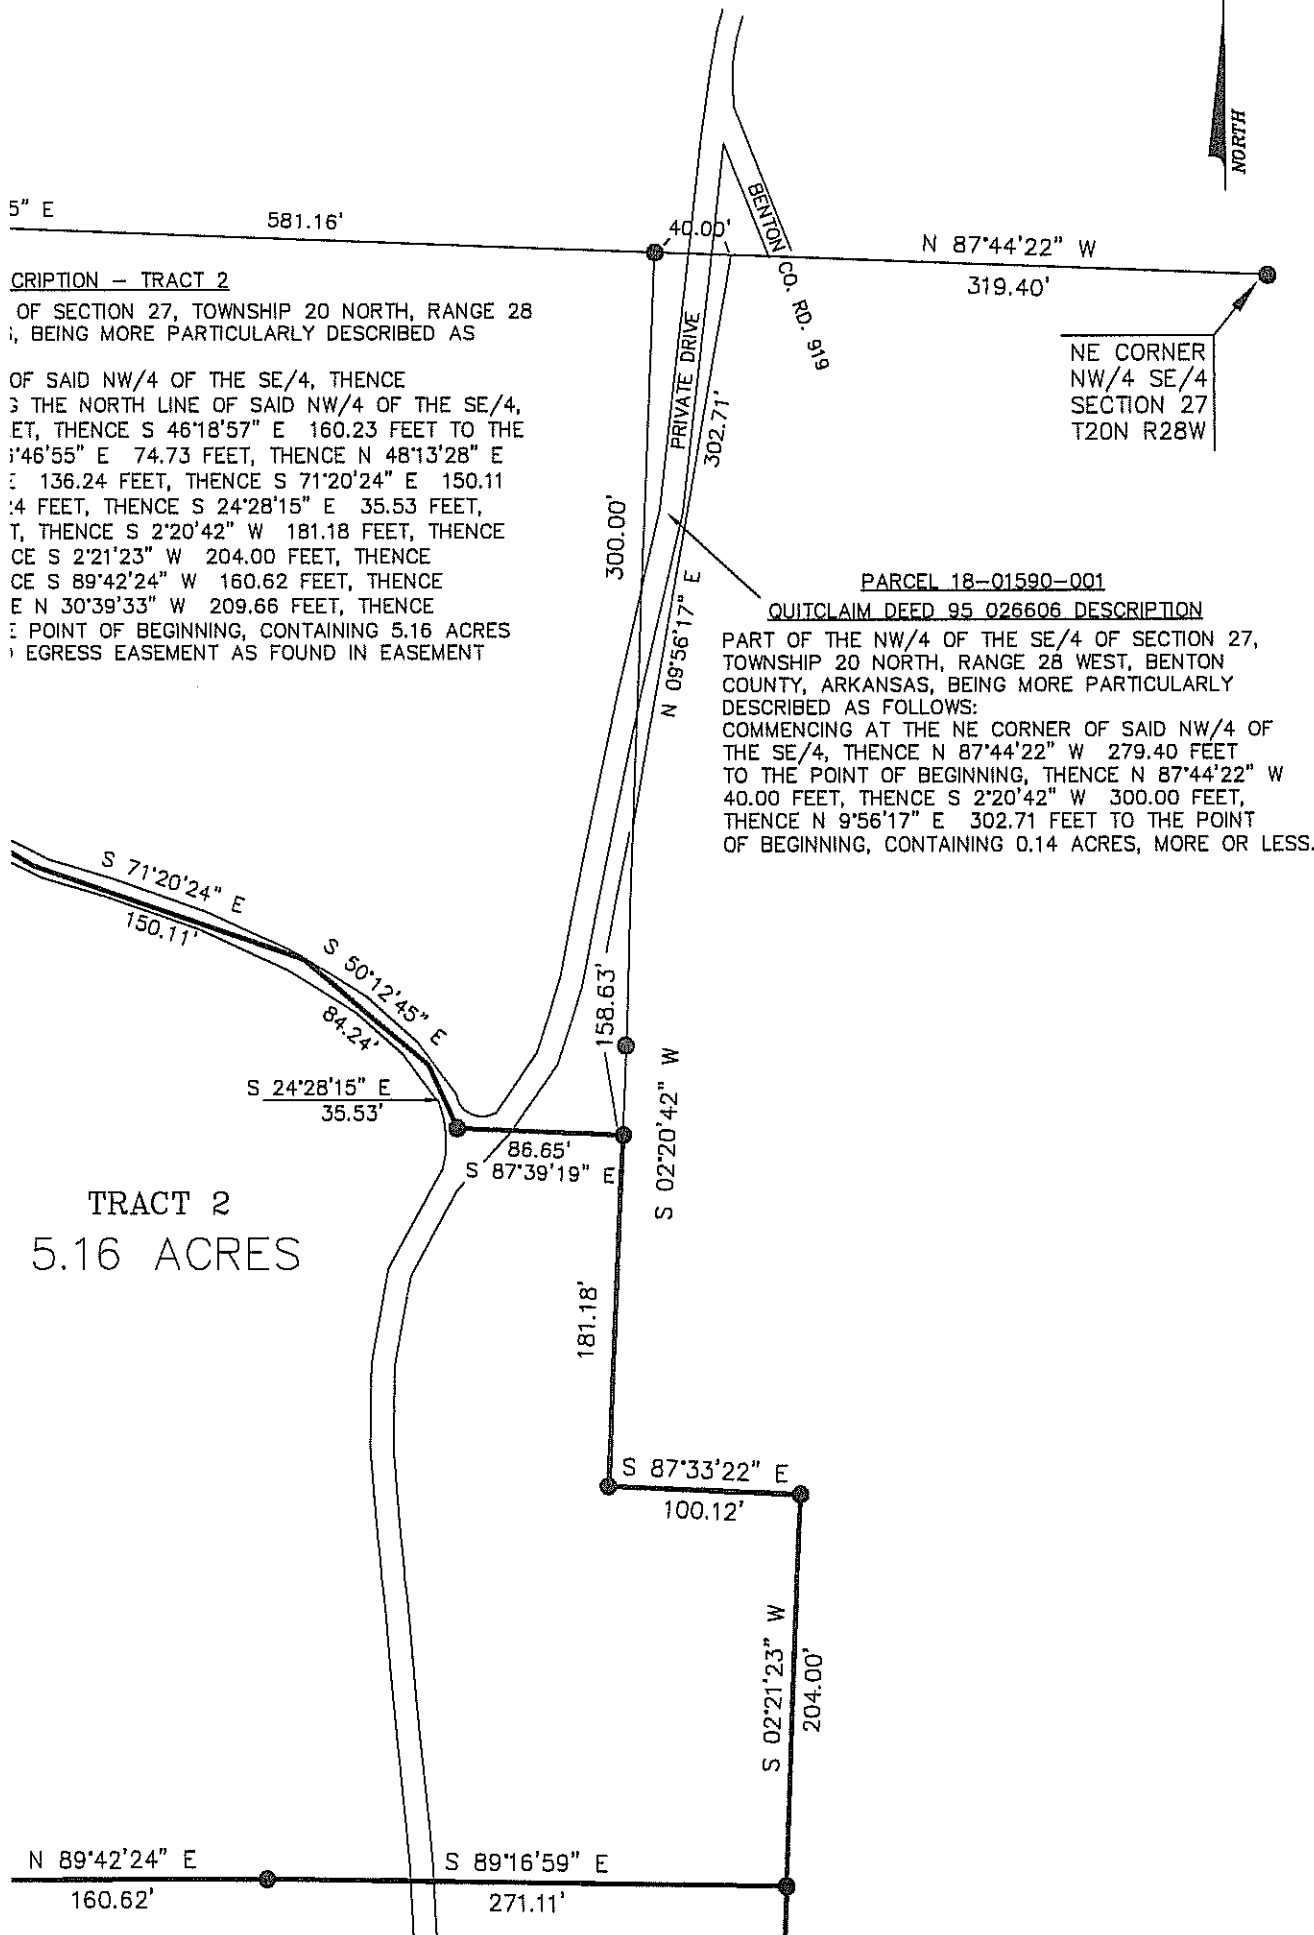 NORTH
5" E
581.16'
40.00'
BENTON CO. RD. 919
N 87°44'22" W
319.40'
NE CORNER
NW/4 SE/4
SECTION 27
T20N R28W
CRIPTION – TRACT 2
OF SECTION 27, TOWNSHIP 20 NORTH, RANGE 28
, BEING MORE PARTICULARLY DESCRIBED AS
OF SAID NW/4 OF THE SE/4, THENCE
THE NORTH LINE OF SAID NW/4 OF THE SE/4,
ET, THENCE S 46°18'57" E 160.23 FEET TO THE
°46'55" E 74.73 FEET, THENCE N 48°13'28" E
136.24 FEET, THENCE S 71°20'24" E 150.11
4 FEET, THENCE S 24°28'15" E 35.53 FEET,
T, THENCE S 2°20'42" W 181.18 FEET, THENCE
CE S 2°21'23" W 204.00 FEET, THENCE
CE S 89°42'24" W 160.62 FEET, THENCE
E N 30°39'33" W 209.66 FEET, THENCE
POINT OF BEGINNING, CONTAINING 5.16 ACRES
EGRESS EASEMENT AS FOUND IN EASEMENT
PRIVATE DRIVE
302.71'
300.00'
N 09°56'17" E
PARCEL 18–01590–001
QUITCLAIM DEED 95 026606 DESCRIPTION
PART OF THE NW/4 OF THE SE/4 OF SECTION 27,
TOWNSHIP 20 NORTH, RANGE 28 WEST, BENTON
COUNTY, ARKANSAS, BEING MORE PARTICULARLY
DESCRIBED AS FOLLOWS:
COMMENCING AT THE NE CORNER OF SAID NW/4 OF
THE SE/4, THENCE N 87°44'22" W 279.40 FEET
TO THE POINT OF BEGINNING, THENCE N 87°44'22" W
40.00 FEET, THENCE S 2°20'42" W 300.00 FEET,
THENCE N 9°56'17" E 302.71 FEET TO THE POINT
OF BEGINNING, CONTAINING 0.14 ACRES, MORE OR LESS.
S 71°20'24" E
150.11'
S 50°12'45" E
84.24'
S 24°28'15" E
35.53'
158.63'
S 02°20'42" W
86.65'
S 87°39'19" E
TRACT 2
5.16 ACRES
181.18'
S 87°33'22" E
100.12'
S 02°21'23" W
204.00'
N 89°42'24" E
160.62'
S 89°16'59" E
271.11'